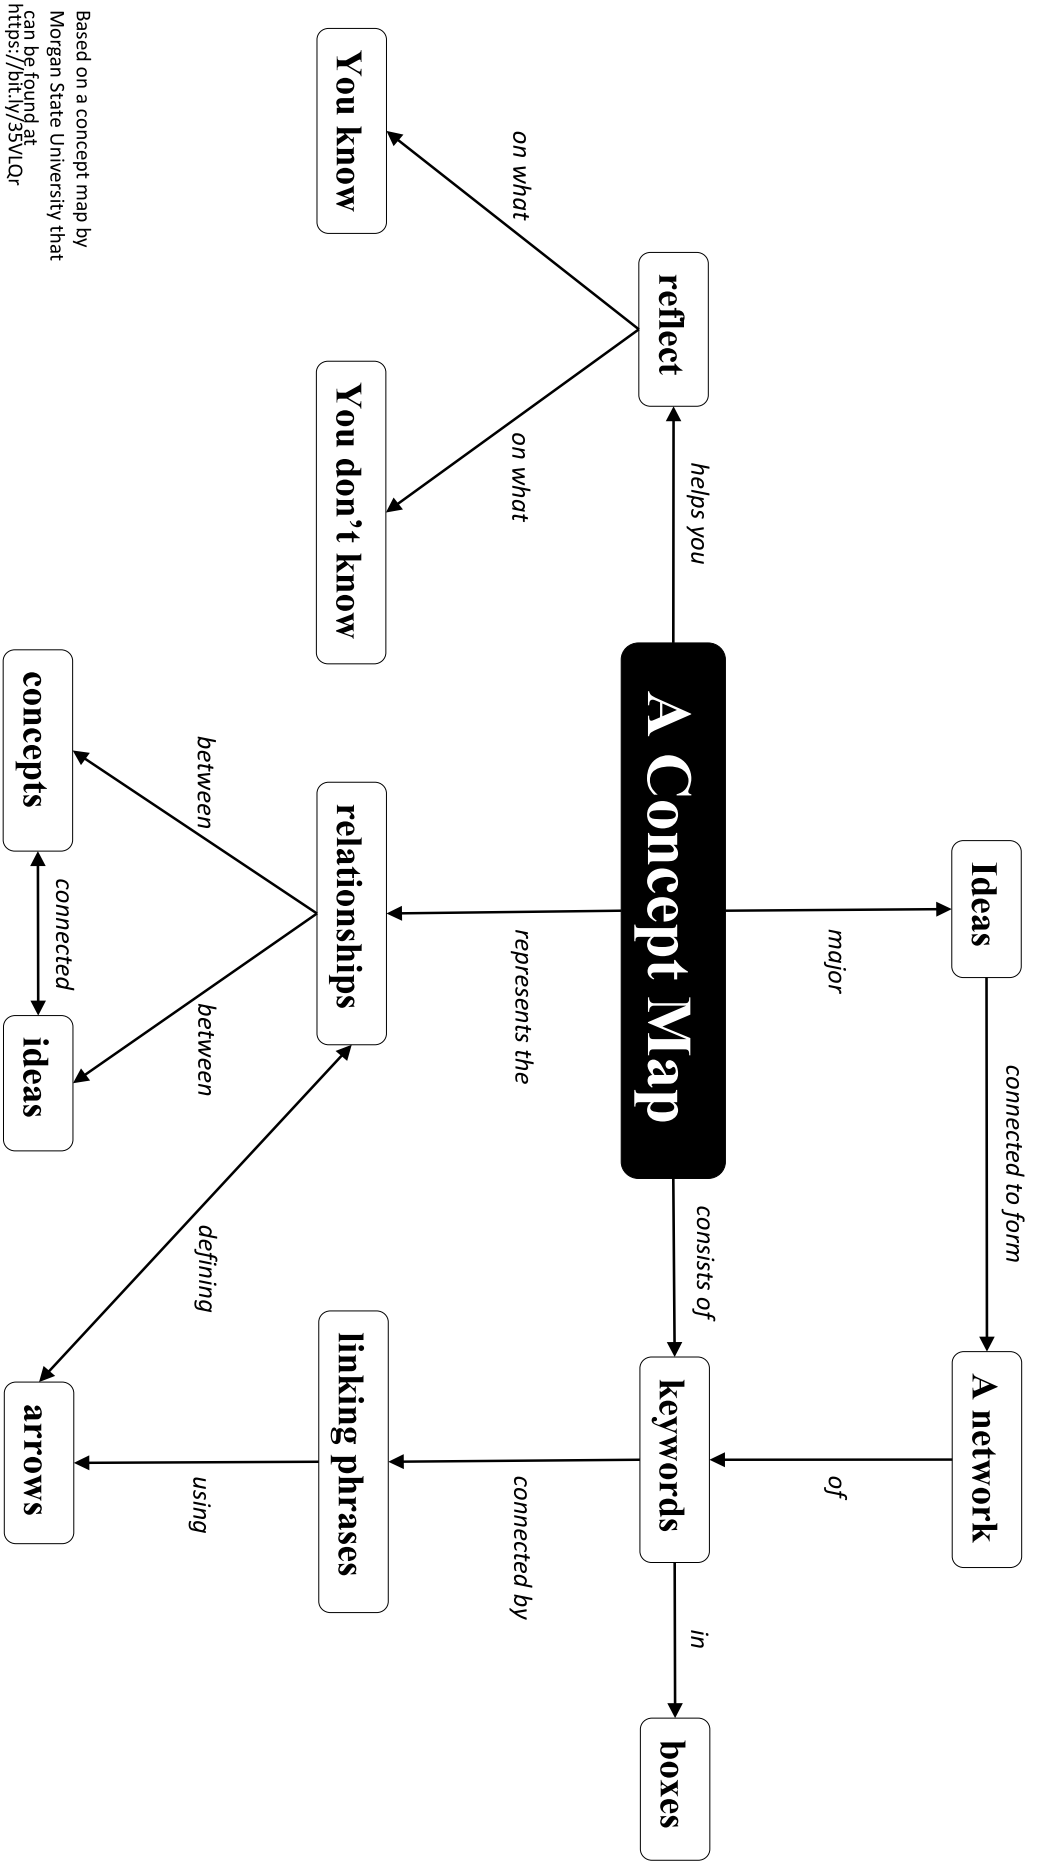 Ideas
connected to form
A network
major
of
reflect
helps you
A Concept Map
consists of
keywords
in
boxes
on what
on what
represents the
connected by
You know
You don’t know
relationships
linking phrases
between
between
defining
using
concepts
connected
ideas
arrows
Based on a concept map by
Morgan State University that
can be found at
https://bit.ly/35VLQr